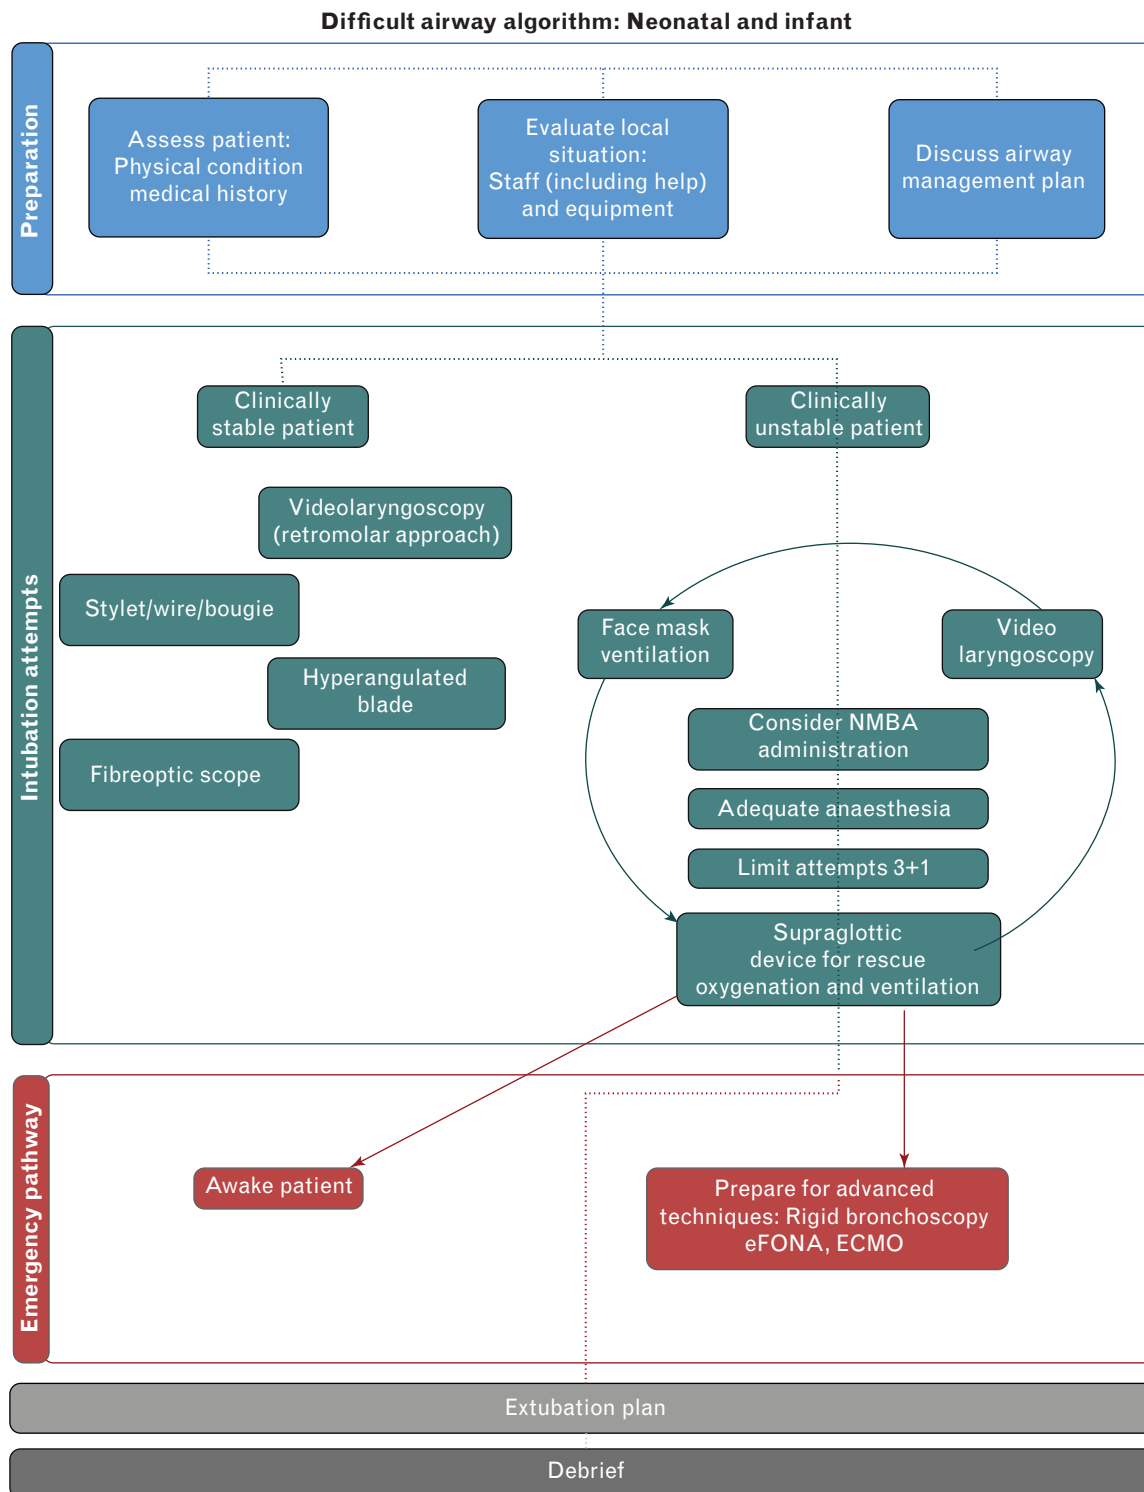 Difficult airway algorithm: Neonatal and infant
Preparation
Assess patient:
Physical condition
medical history
Evaluate local
situation:
Staff (including help)
and equipment
Discuss airway
management plan
Intubation attempts
Clinically
stable patient
Clinically
unstable patient
Videolaryngoscopy
(retromolar approach)
Stylet/wire/bougie
Hyperangulated
blade
Fibreoptic scope
Face mask
ventilation
Video
laryngoscopy
Consider NMBA
administration
Adequate anaesthesia
Limit attempts 3+1
Supraglottic
device for rescue
oxygenation and ventilation
Emergency pathway
Awake patient
Prepare for advanced
techniques: Rigid bronchoscopy
eFONA, ECMO
Extubation plan
Debrief